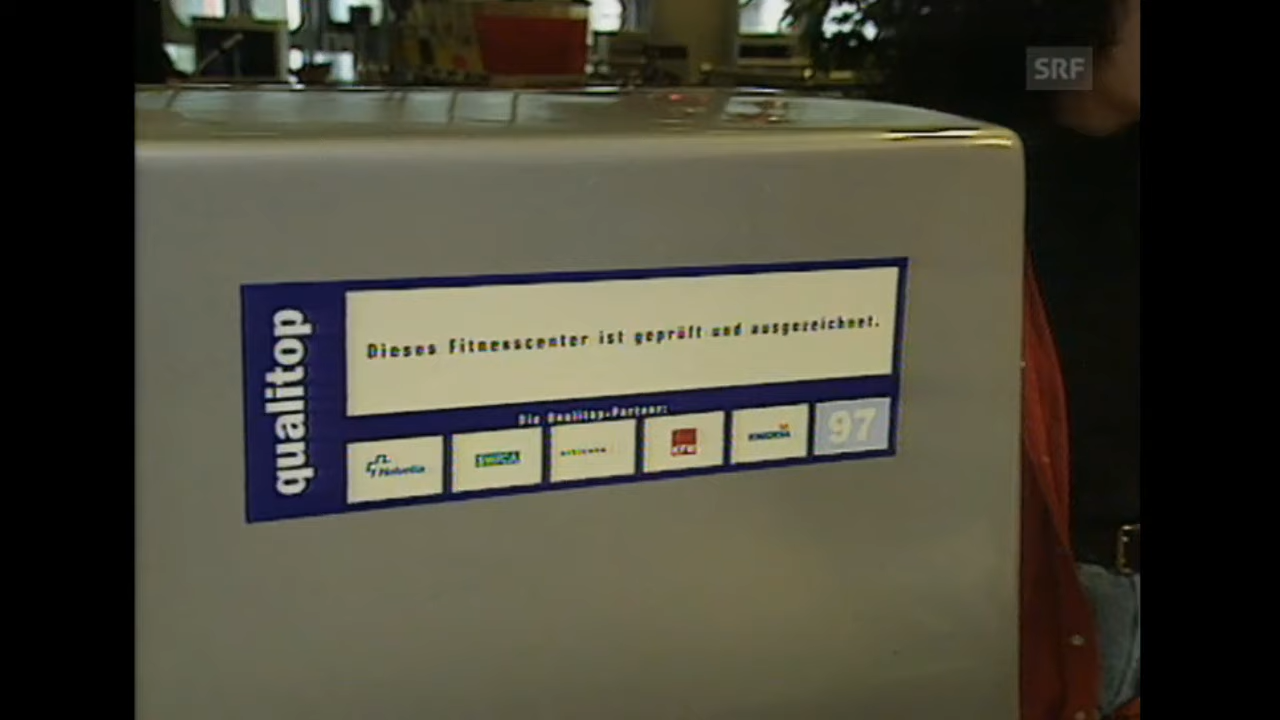 SRF
qualitop
Dieses Fitnesscenter ist geprüft und ausgezeichnet.
Die Qualitop-Partner:
Helvetia
SWICA
KFW
97